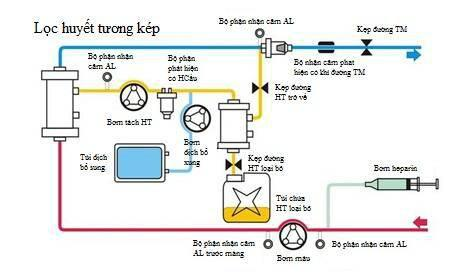 Lọc huyết tương kép
Bộ phận nhận
cảm AL
Kẹp đường TM
Bộ phận nhận
cảm AL
Bộ phận
phát hiện
có HCầu
Bộ phận nhận cảm phát
hiện có khí đường TM
Kẹp đường
HT trở về
Bơm tách HT
Bơm
dịch bổ
sung
Túi dịch
bổ sung
Kẹp đường
HT loại bỏ
Bơm heparin
Túi chứa
HT loại bỏ
Bộ phận nhận cảm
AL trước màng
Bơm máu
Bộ phận nhận cảm AL